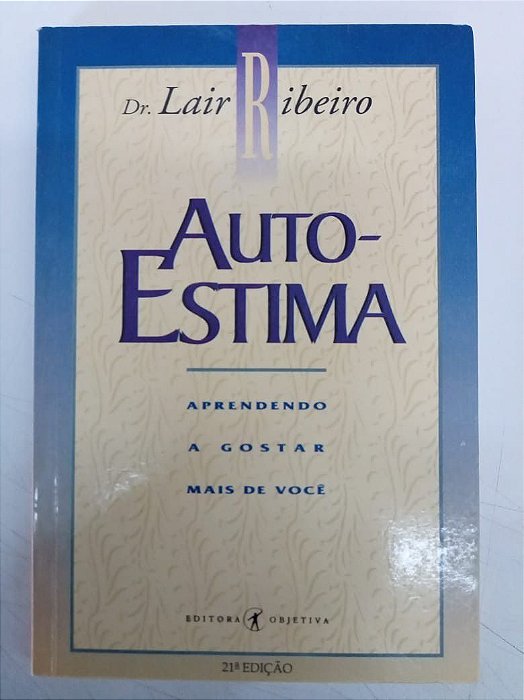 Dr. Lair Ribeiro
AUTO-
ESTIMA
APRENDENDO
A GOSTAR
MAIS DE VOCÊ
EDITORA OBJETIVA
21ª EDIÇÃO